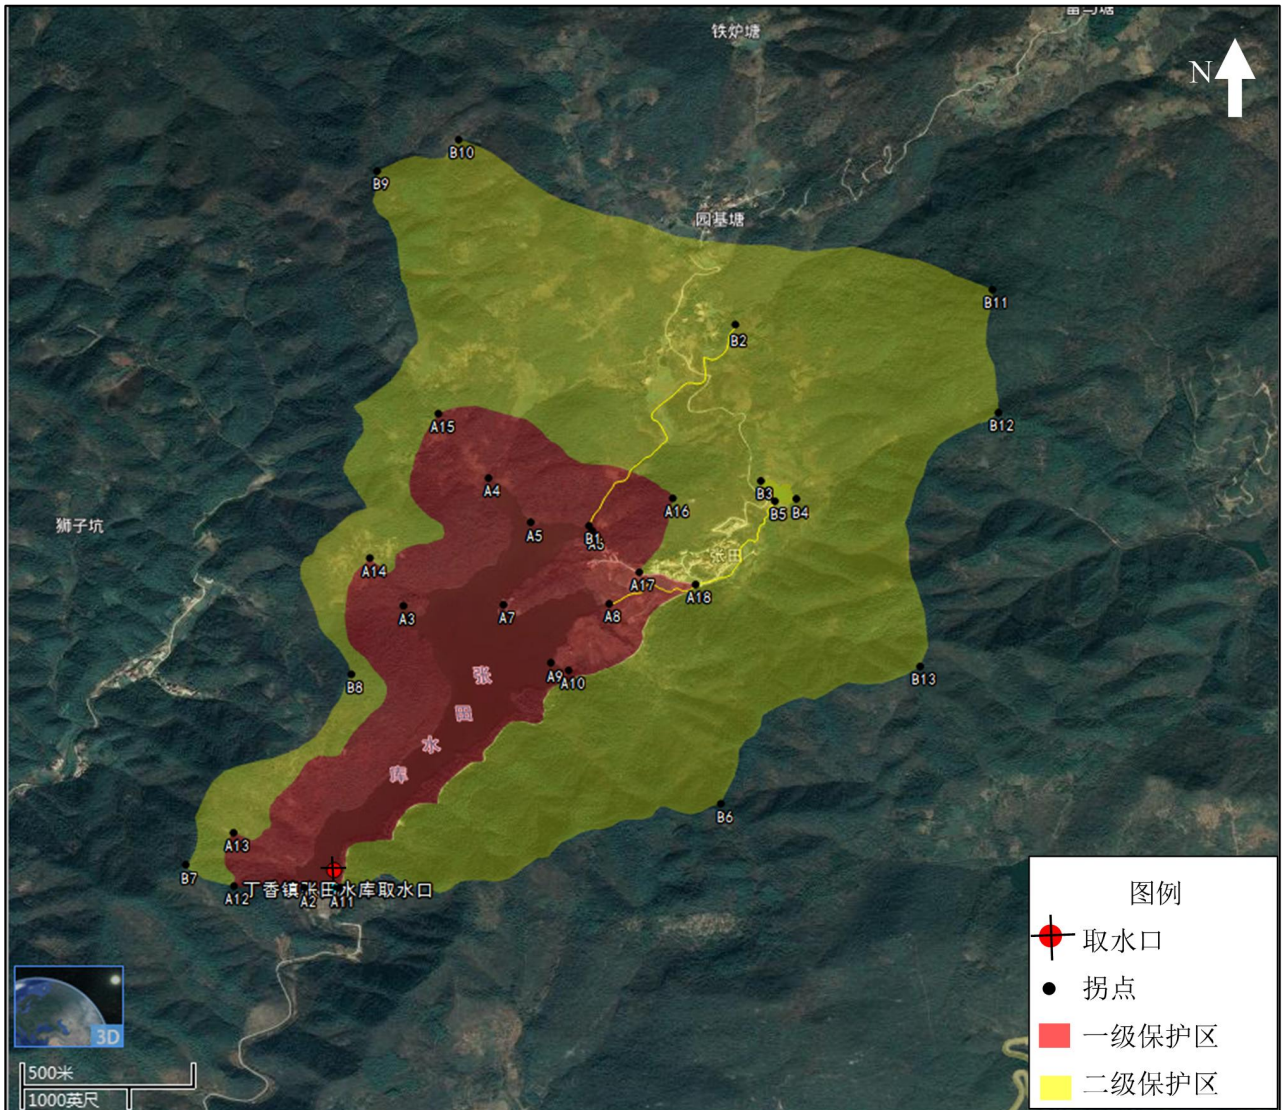 铁炉塘
N
B10
B9
园基塘
B11
B2
B12
A15
A4
B3
A16
B5
B4
狮子坑
A5
B1
张田
A14
A17
A18
A3
A7
A8
A9
A10
B8
B13
张
田
水
库
B6
A13
B7
A12
丁香镇张田水库取水口
A2
A11
3D
500米
1000英尺
图例
取水口
拐点
一级保护区
二级保护区